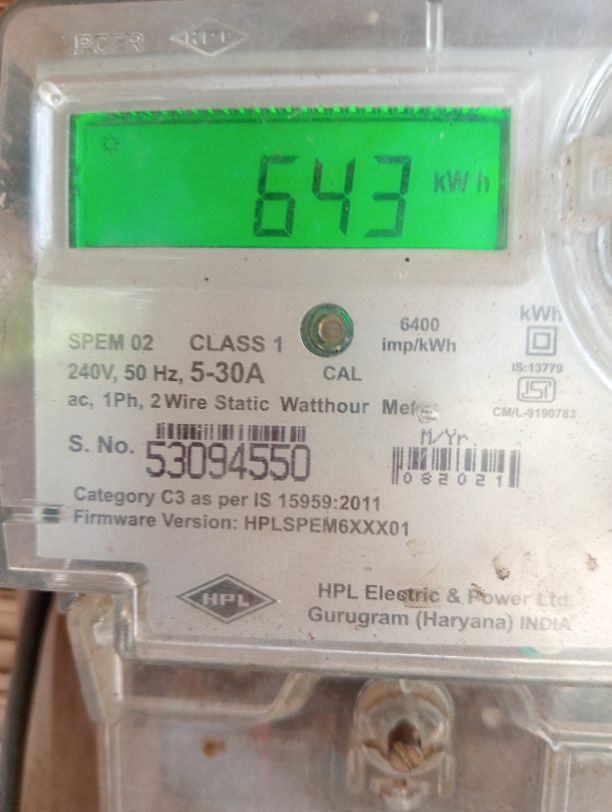 PCFR HPL
643 kWh
SPEM 02 CLASS 1
6400
imp/kWh
kWh
240V, 50 Hz, 5-30A
CAL
IS:13779
ac, 1Ph, 2 Wire Static Watthour
CM/L-9190783
S. No. 53094550
M/Yr
082021
Category C3 as per IS 15959:2011
Firmware Version: HPLSPEM6XXX01
HPL
HPL Electric & Power Ltd.
Gurugram (Haryana) INDIA